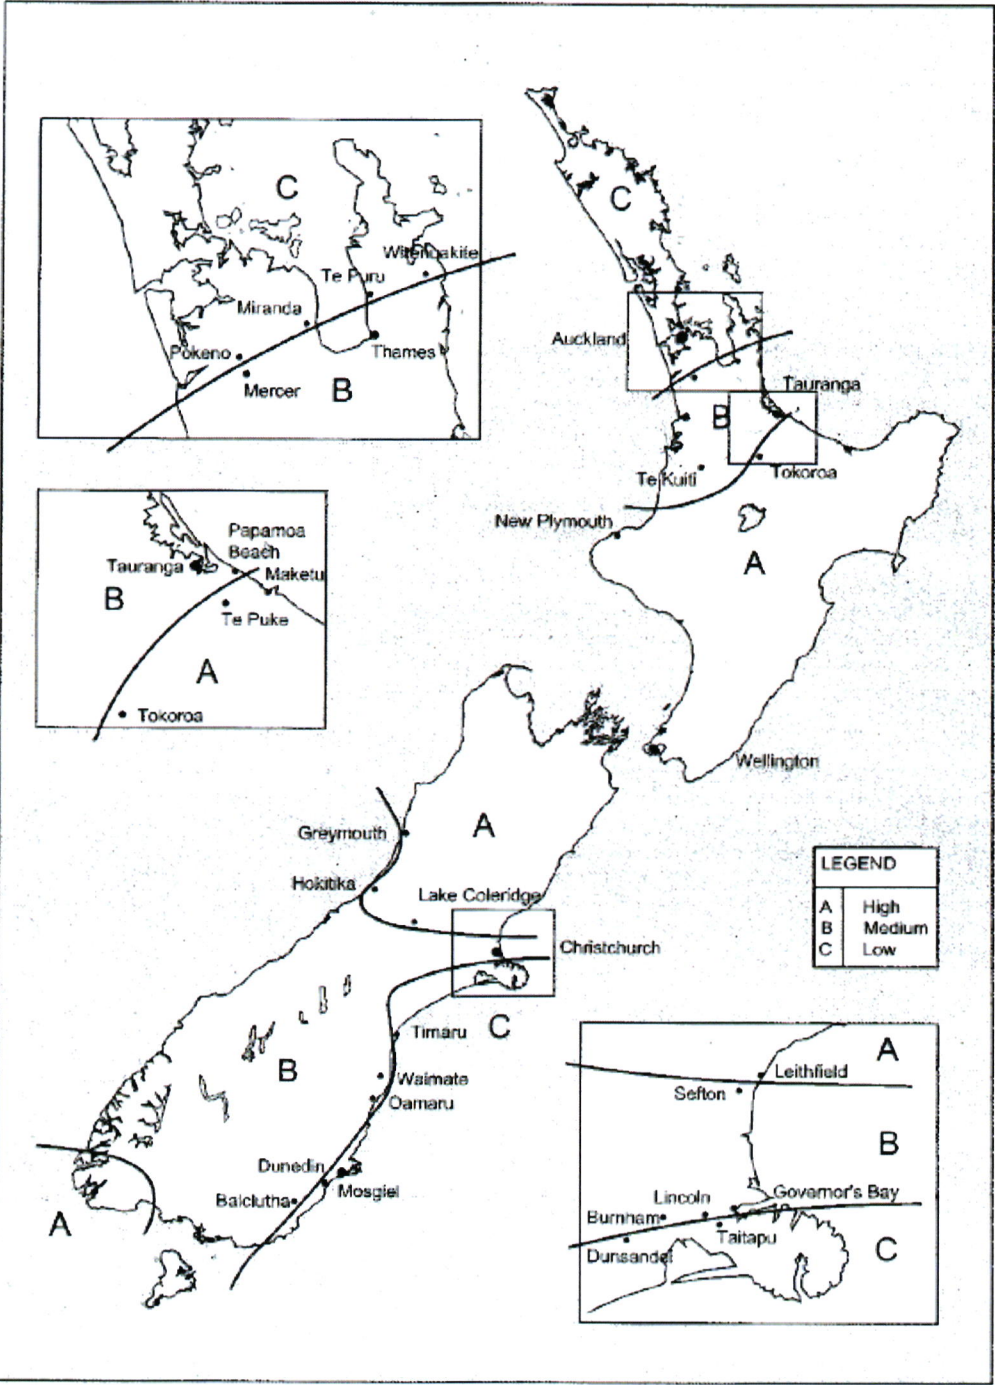 C
C
Witengakite
Te Puru
Miranda
Pokeno
Thames
Mercer
B
Auckland
Tauranga
B
Te Kuiti
Tokoroa
New Plymouth
A
Papamoa
Beach
Tauranga
Maketu
B
Te Puke
A
Tokoroa
Wellington
Greymouth
A
Hokitika
Lake Coleridge
Christchurch
LEGEND
A High
B Medium
C Low
C
Timaru
B
Waimate
Oamaru
Dunedin
Mosgiel
Balclutha
A
A
Leithfield
Sefton
B
Lincoln
Governor's Bay
Burnham
Taitapu
Dunsandel
C